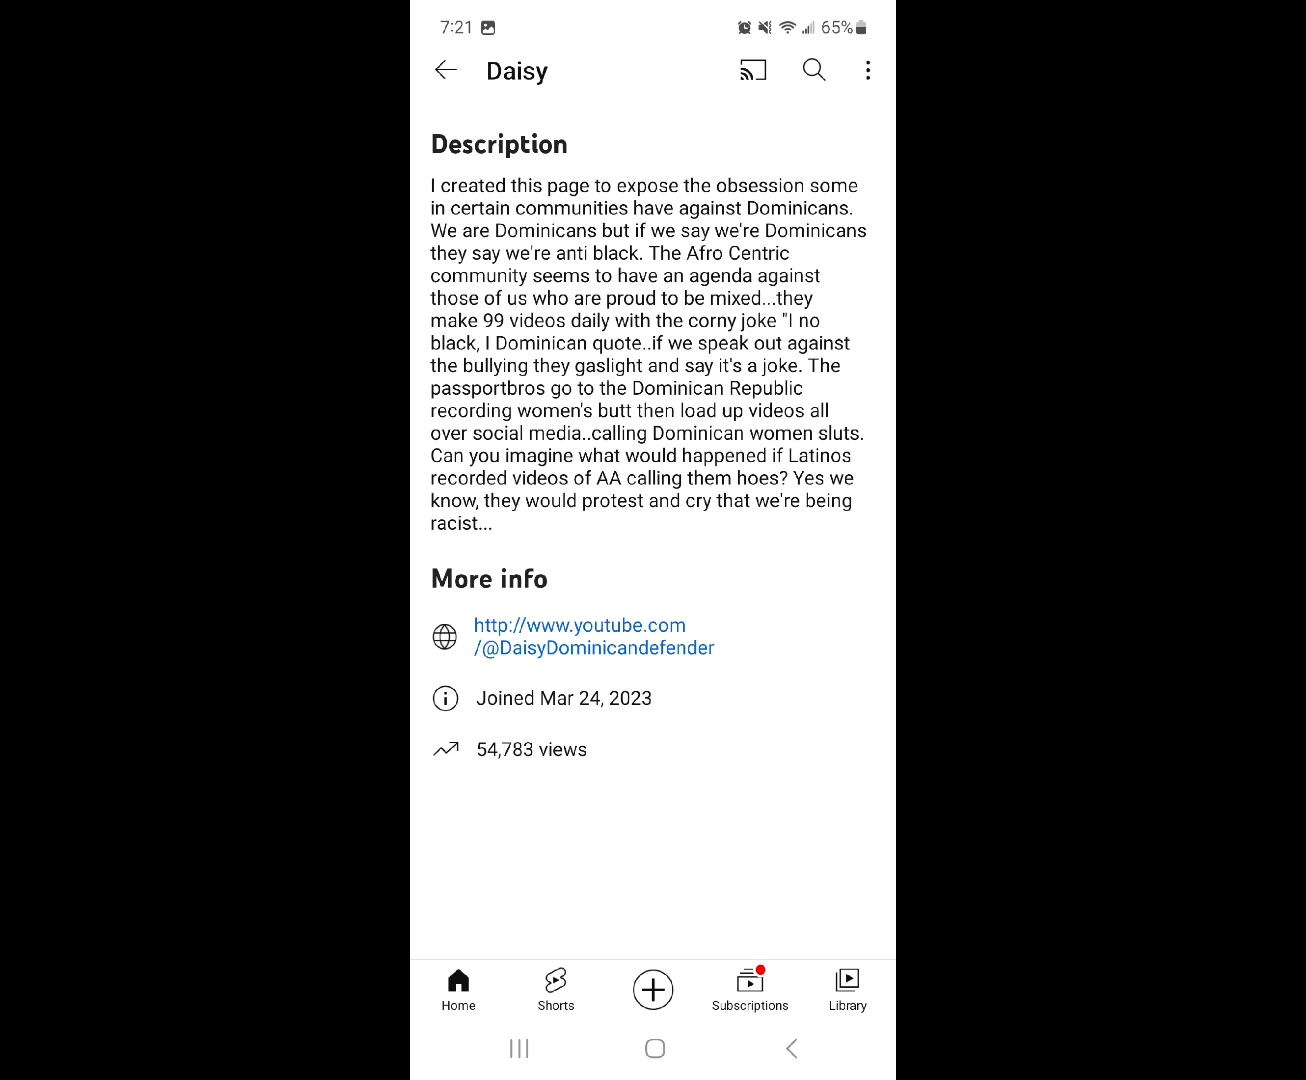 7:21
65%
Daisy
Description
I created this page to expose the obsession some
in certain communities have against Dominicans.
We are Dominicans but if we say we're Dominicans
they say we're anti black. The Afro Centric
community seems to have an agenda against
those of us who are proud to be mixed...they
make 99 videos daily with the corny joke "I no
black, I Dominican quote..if we speak out against
the bullying they gaslight and say it's a joke. The
passportbros go to the Dominican Republic
recording women's butt then load up videos all
over social media..calling Dominican women sluts.
Can you imagine what would happened if Latinos
recorded videos of AA calling them hoes? Yes we
know, they would protest and cry that we're being
racist...
More info
http://www.youtube.com
/@DaisyDominicandefender
Joined Mar 24, 2023
54,783 views
Home
Shorts
Subscriptions
Library